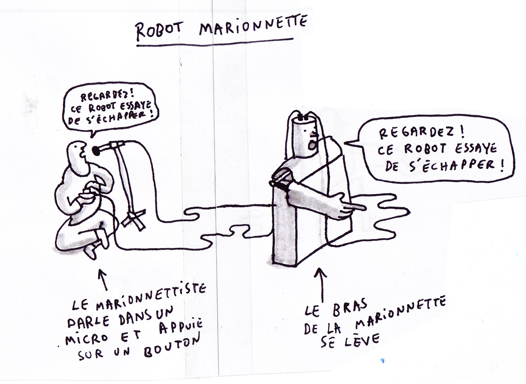 ROBOT MARIONNETTE
REGARDEZ!
CE ROBOT ESSAYE
DE S'ÉCHAPPER!
REGARDEZ!
CE ROBOT ESSAYE
DE S'ÉCHAPPER!
LE MARIONNETTISTE
PARLE DANS UN
MICRO ET APPUIE
SUR UN BOUTON
LE BRAS
DE LA MARIONNETTE
SE LÈVE